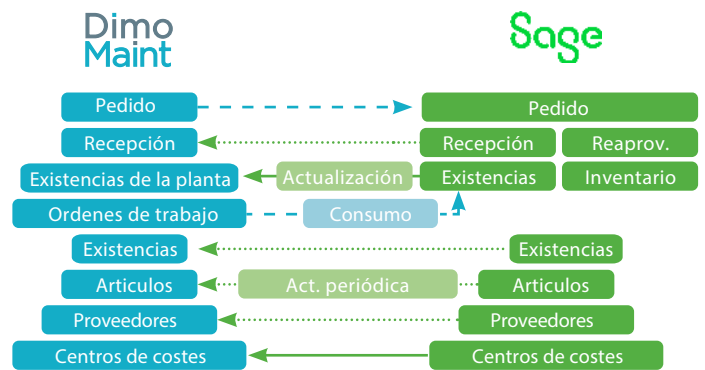 Dimo
Maint
Sage
Pedido
Pedido
Recepción
Recepción
Reaprov.
Existencias de la planta
Actualización
Existencias
Inventario
Ordenes de trabajo
Consumo
Existencias
Existencias
Articulos
Act. periódica
Articulos
Proveedores
Proveedores
Centros de costes
Centros de costes